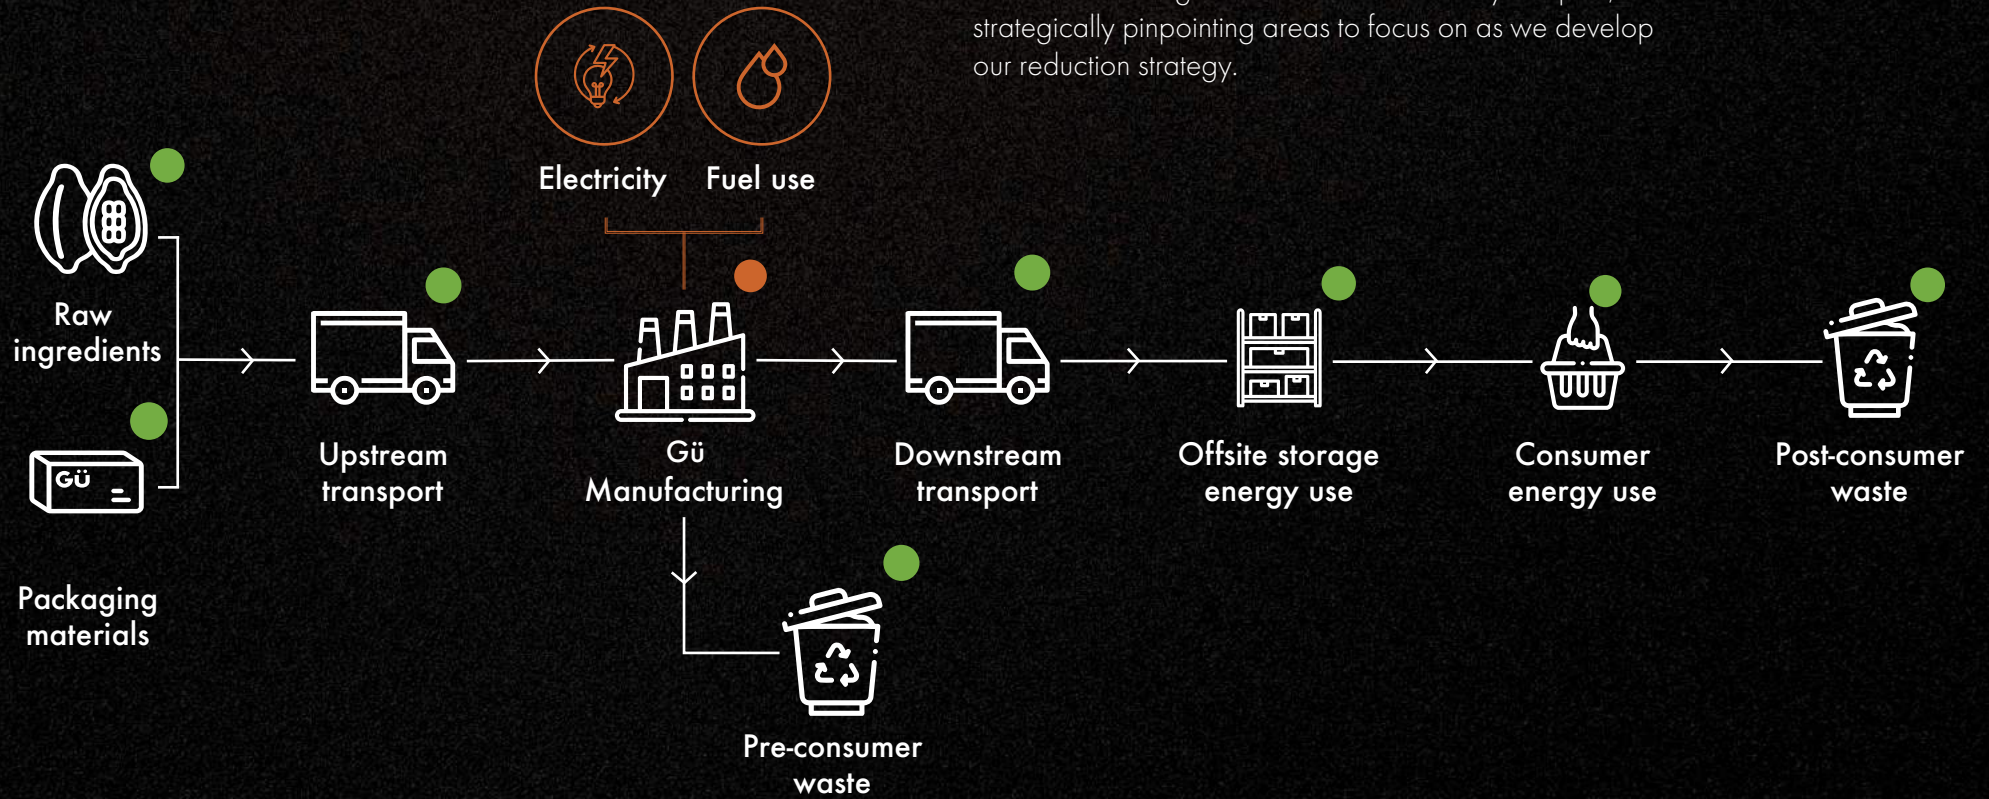 strategically pinpointing areas to focus on as we develop
our reduction strategy.
Electricity
Fuel use
Raw
ingredients
Gü
Packaging
materials
Upstream
transport
Gü
Manufacturing
Pre-consumer
waste
Downstream
transport
Offsite storage
energy use
Consumer
energy use
Post-consumer
waste